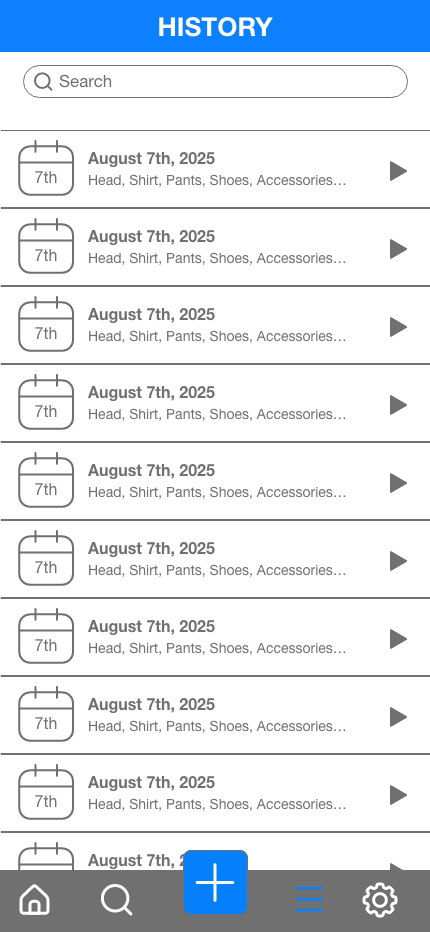 HISTORY
Search
7th
August 7th, 2025
Head, Shirt, Pants, Shoes, Accessories...
7th
August 7th, 2025
Head, Shirt, Pants, Shoes, Accessories...
7th
August 7th, 2025
Head, Shirt, Pants, Shoes, Accessories...
7th
August 7th, 2025
Head, Shirt, Pants, Shoes, Accessories...
7th
August 7th, 2025
Head, Shirt, Pants, Shoes, Accessories...
7th
August 7th, 2025
Head, Shirt, Pants, Shoes, Accessories...
7th
August 7th, 2025
Head, Shirt, Pants, Shoes, Accessories...
7th
August 7th, 2025
Head, Shirt, Pants, Shoes, Accessories...
7th
August 7th, 2025
Head, Shirt, Pants, Shoes, Accessories...
August 7th,